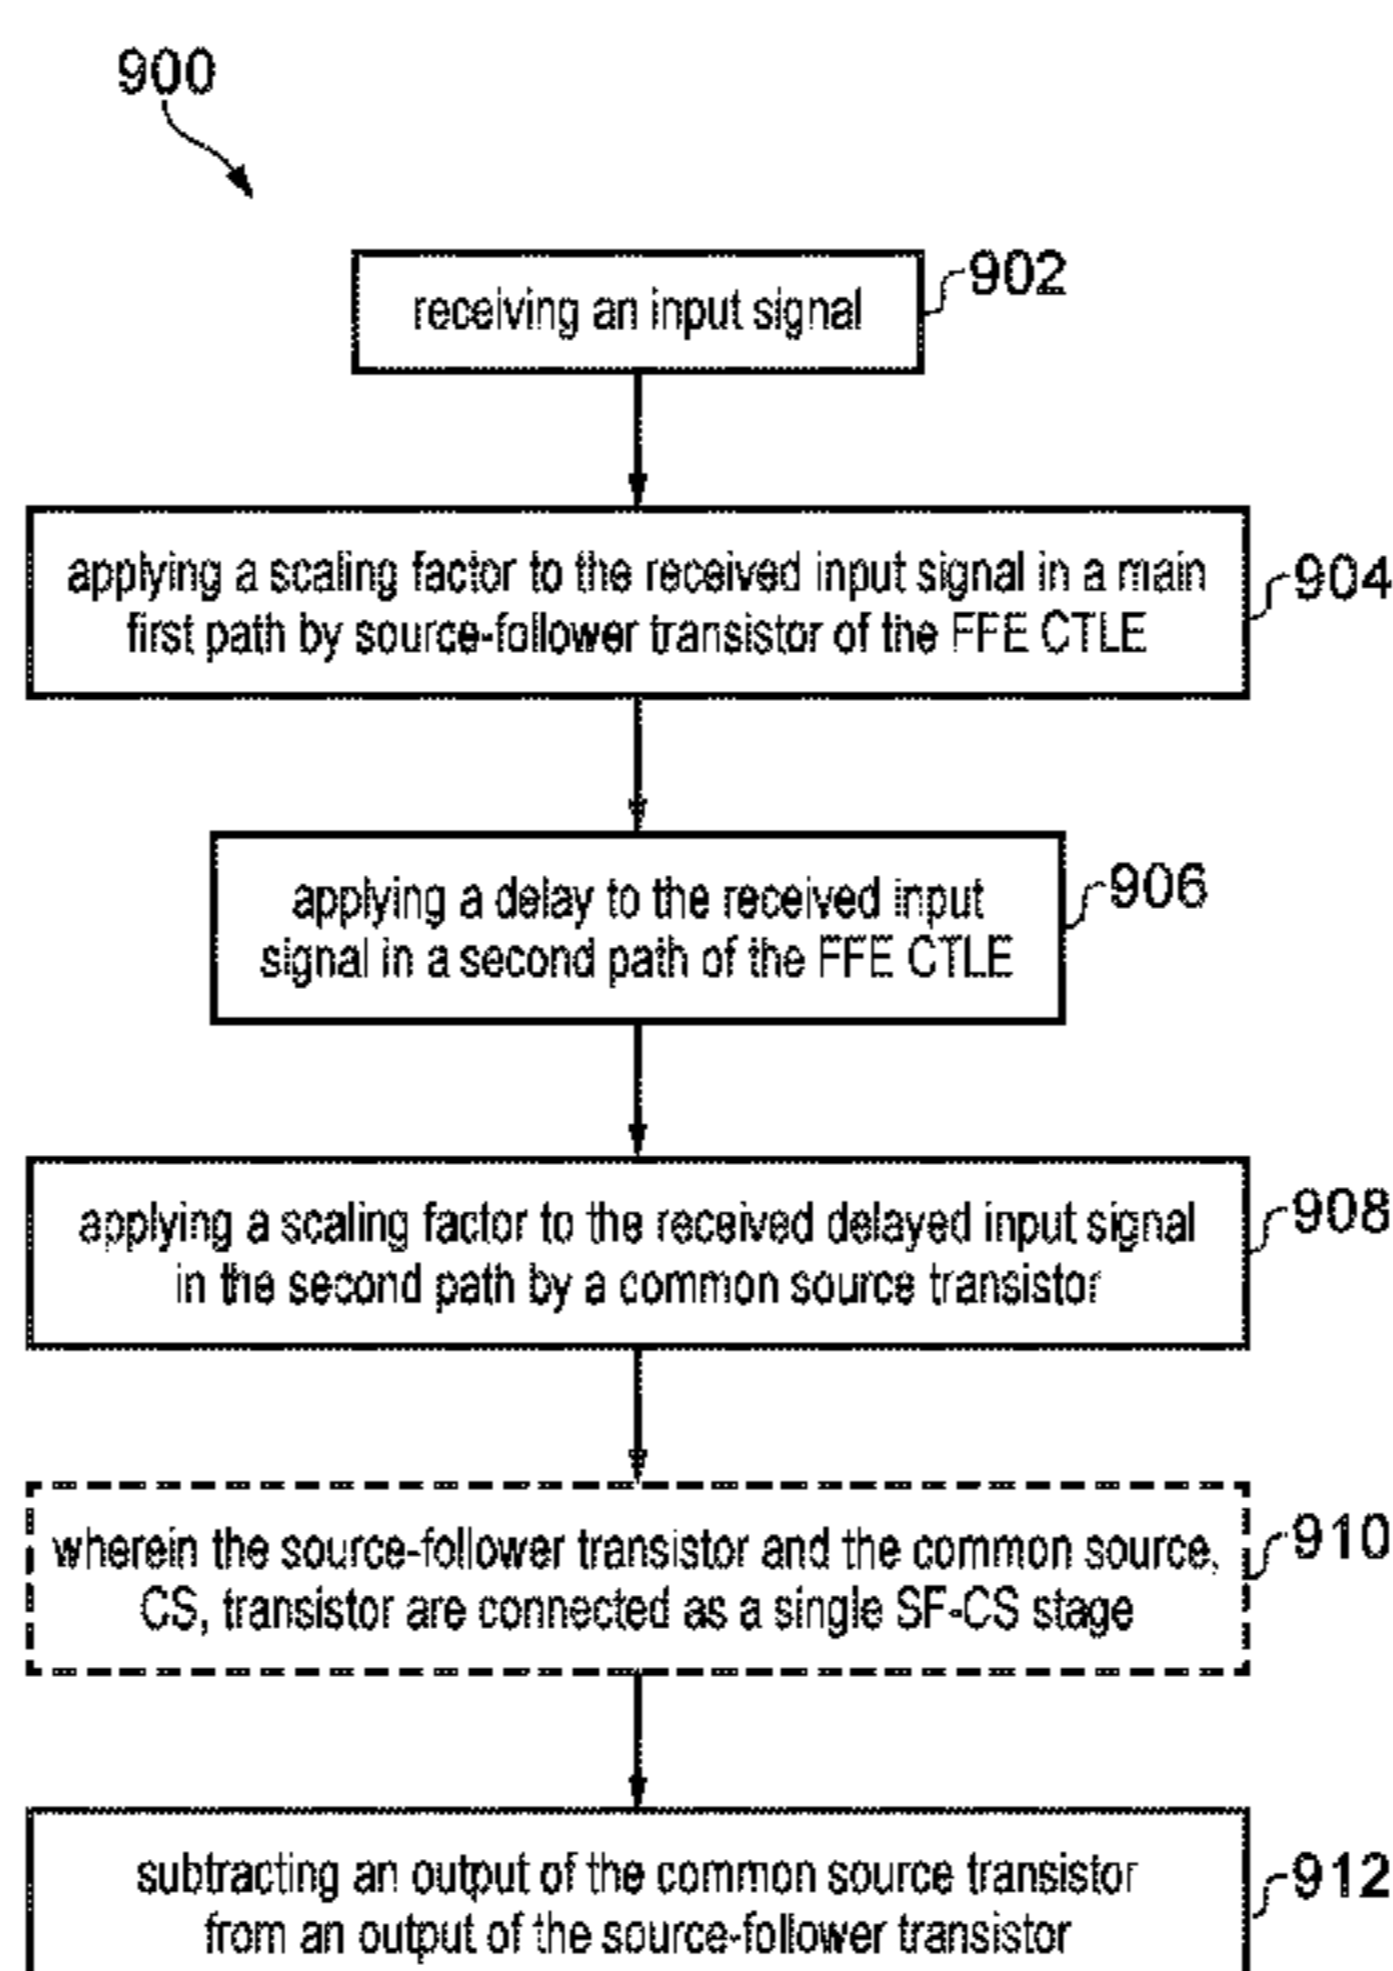 900
receiving an input signal
902
applying a scaling factor to the received input signal in a main
first path by source-follower transistor of the FFE CTLE
904
applying a delay to the received input
signal in a second path of the FFE CTLE
906
applying a scaling factor to the received delayed input signal
in the second path by a common source transistor
908
wherein the source-follower transistor and the common source,
CS, transistor are connected as a single SF-CS stage
910
subtracting an output of the common source transistor
from an output of the source-follower transistor
912